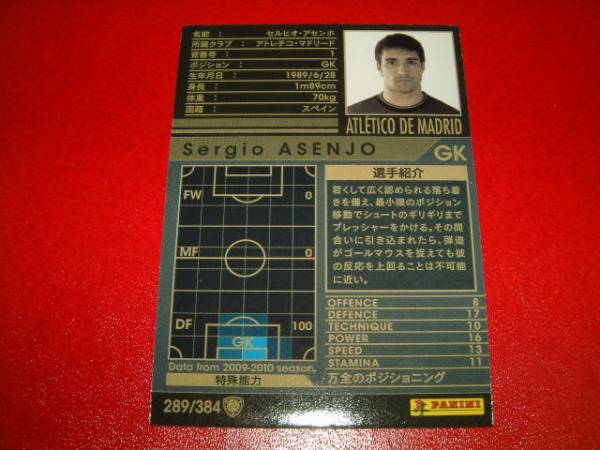 名前 : セルヒオ・アセンホ
所属クラブ : アトレチコ・マドリード
背番号 : 1
ポジション : GK
生年月日 : 1989/6/28
身長 : 1m89cm
体重 : 70kg
国籍 : スペイン
ATLÉTICO DE MADRID
Sergio ASENJO GK
FW 0
MF 0
DF 100
GK
Data from 2009-2010 season.
選手紹介
若くして広く認められる落ち着
きを備え、最小限のポジション
移動でシュートのギリギリまで
プレッシャーをかける。その間
合いに引き込まれたら、弾道
がゴールマウスを捉えても彼
の反応を上回ることは不可能
に近い。
OFFENCE 8
DEFENCE 17
TECHNIQUE 10
POWER 16
SPEED 13
STAMINA 11
特殊能力 万全のポジショニング
289/384
PANINI